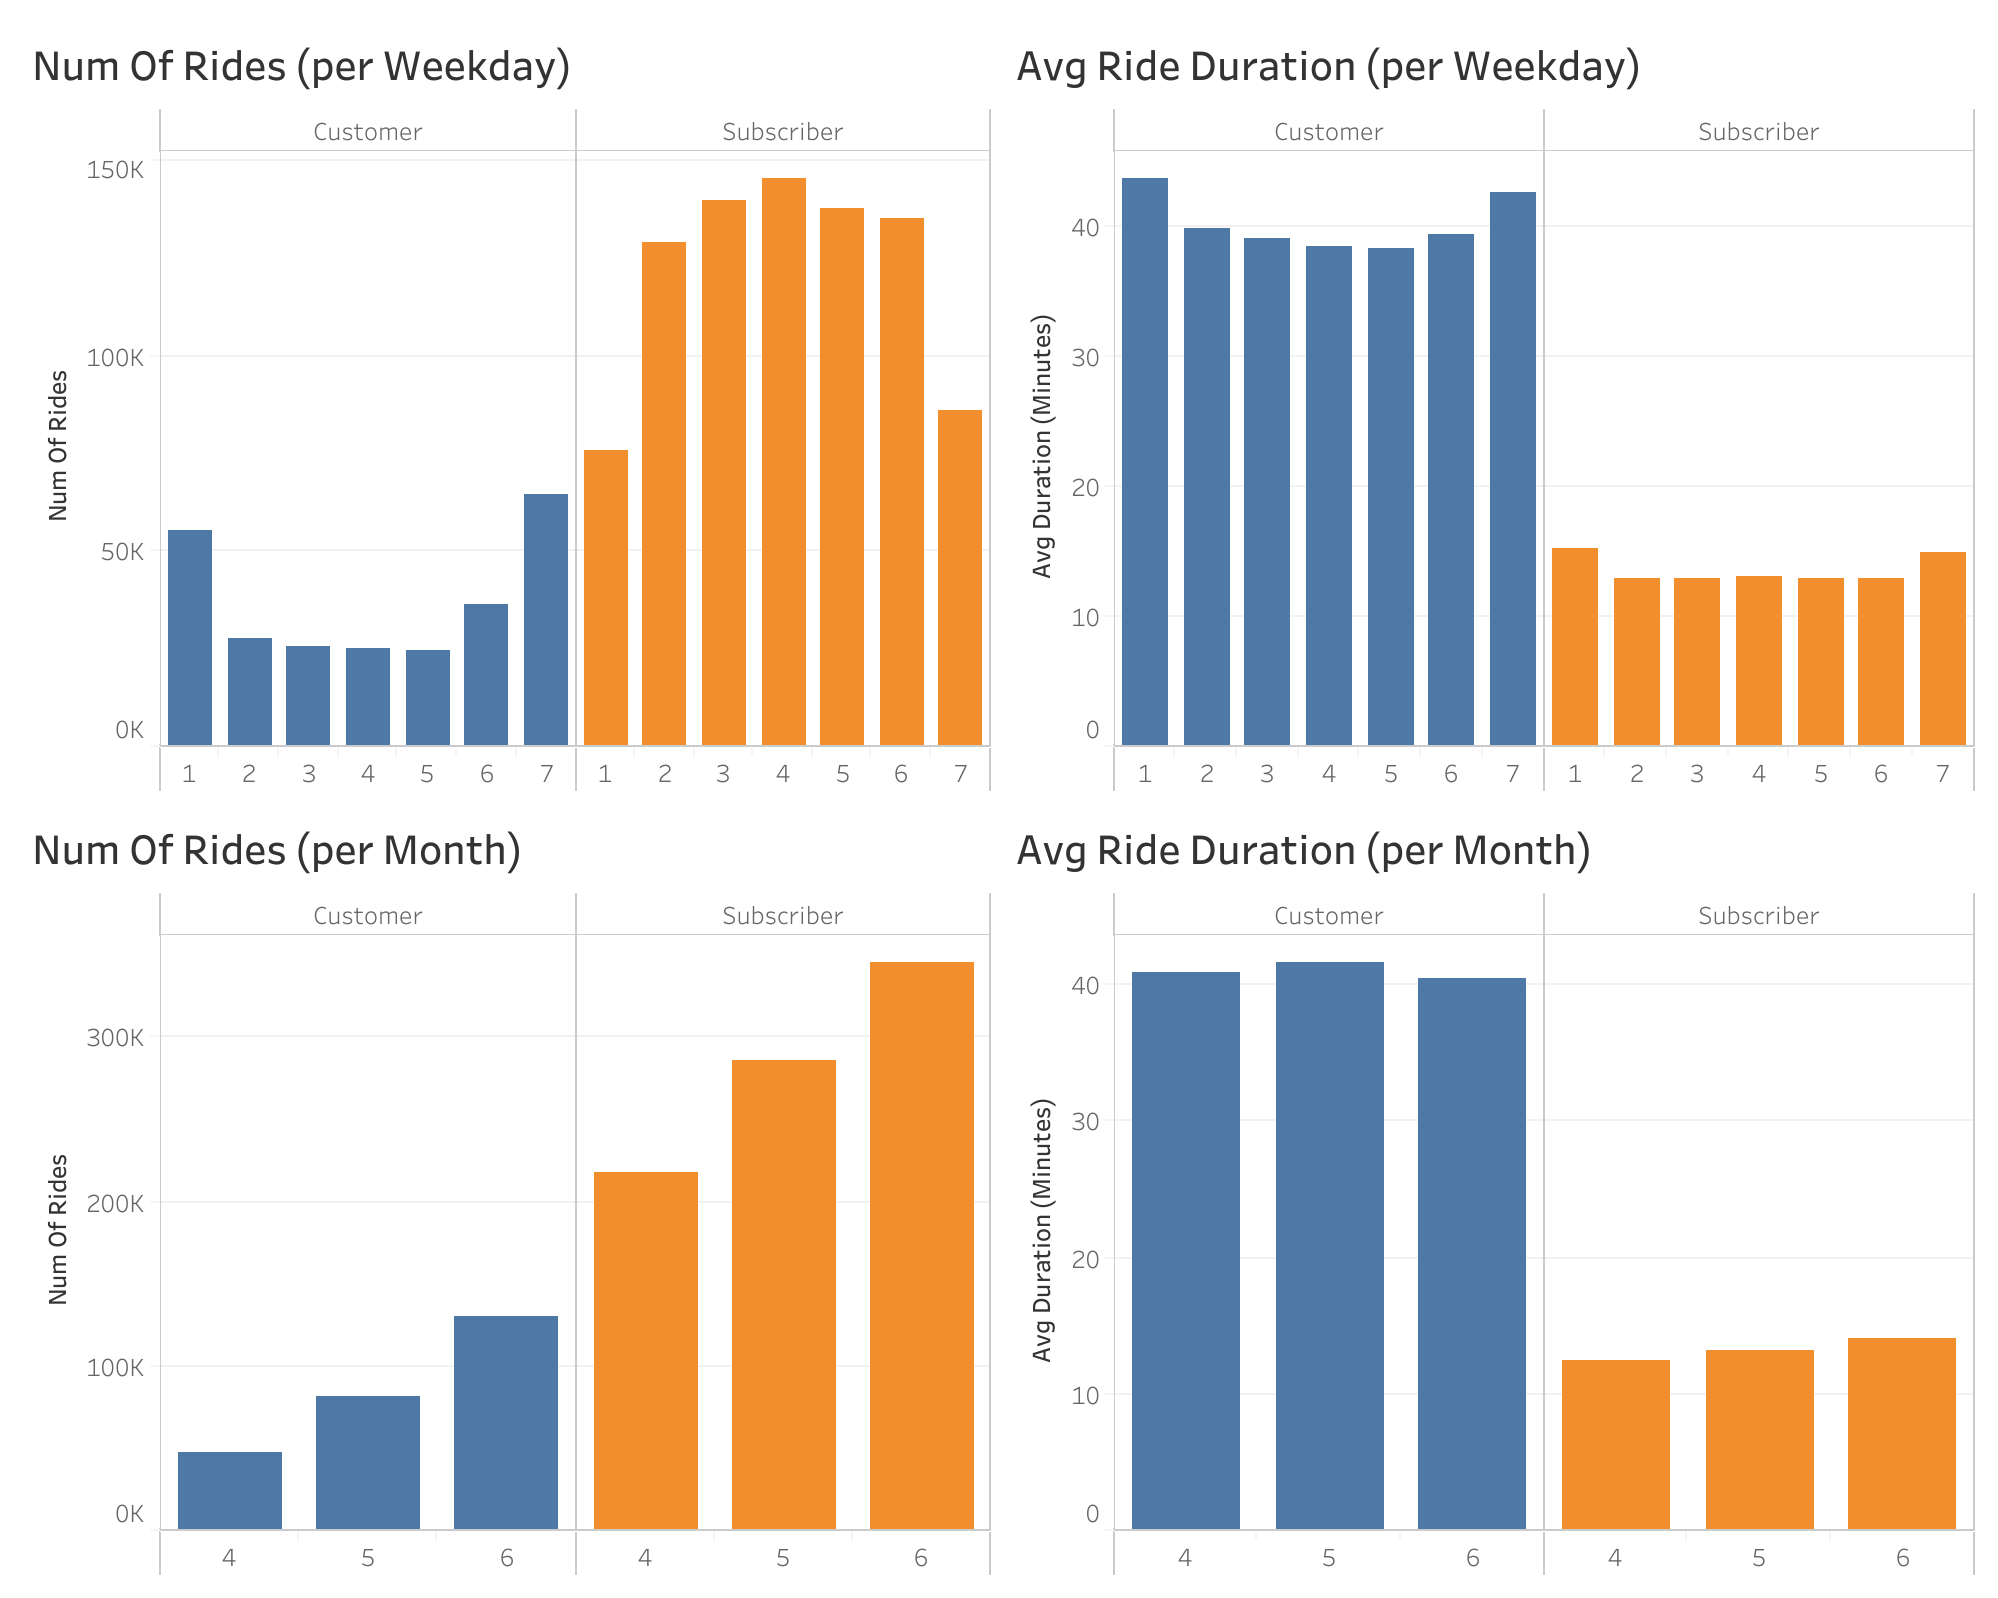 Num Of Rides (per Weekday)
Customer Subscriber
150K
100K
50K
0K
Num Of Rides
1 2 3 4 5 6 7 1 2 3 4 5 6 7
Avg Ride Duration (per Weekday)
Customer Subscriber
40
30
20
10
0
Avg Duration (Minutes)
1 2 3 4 5 6 7 1 2 3 4 5 6 7
Num Of Rides (per Month)
Customer Subscriber
300K
200K
100K
0K
Num Of Rides
4 5 6 4 5 6
Avg Ride Duration (per Month)
Customer Subscriber
40
30
20
10
0
Avg Duration (Minutes)
4 5 6 4 5 6